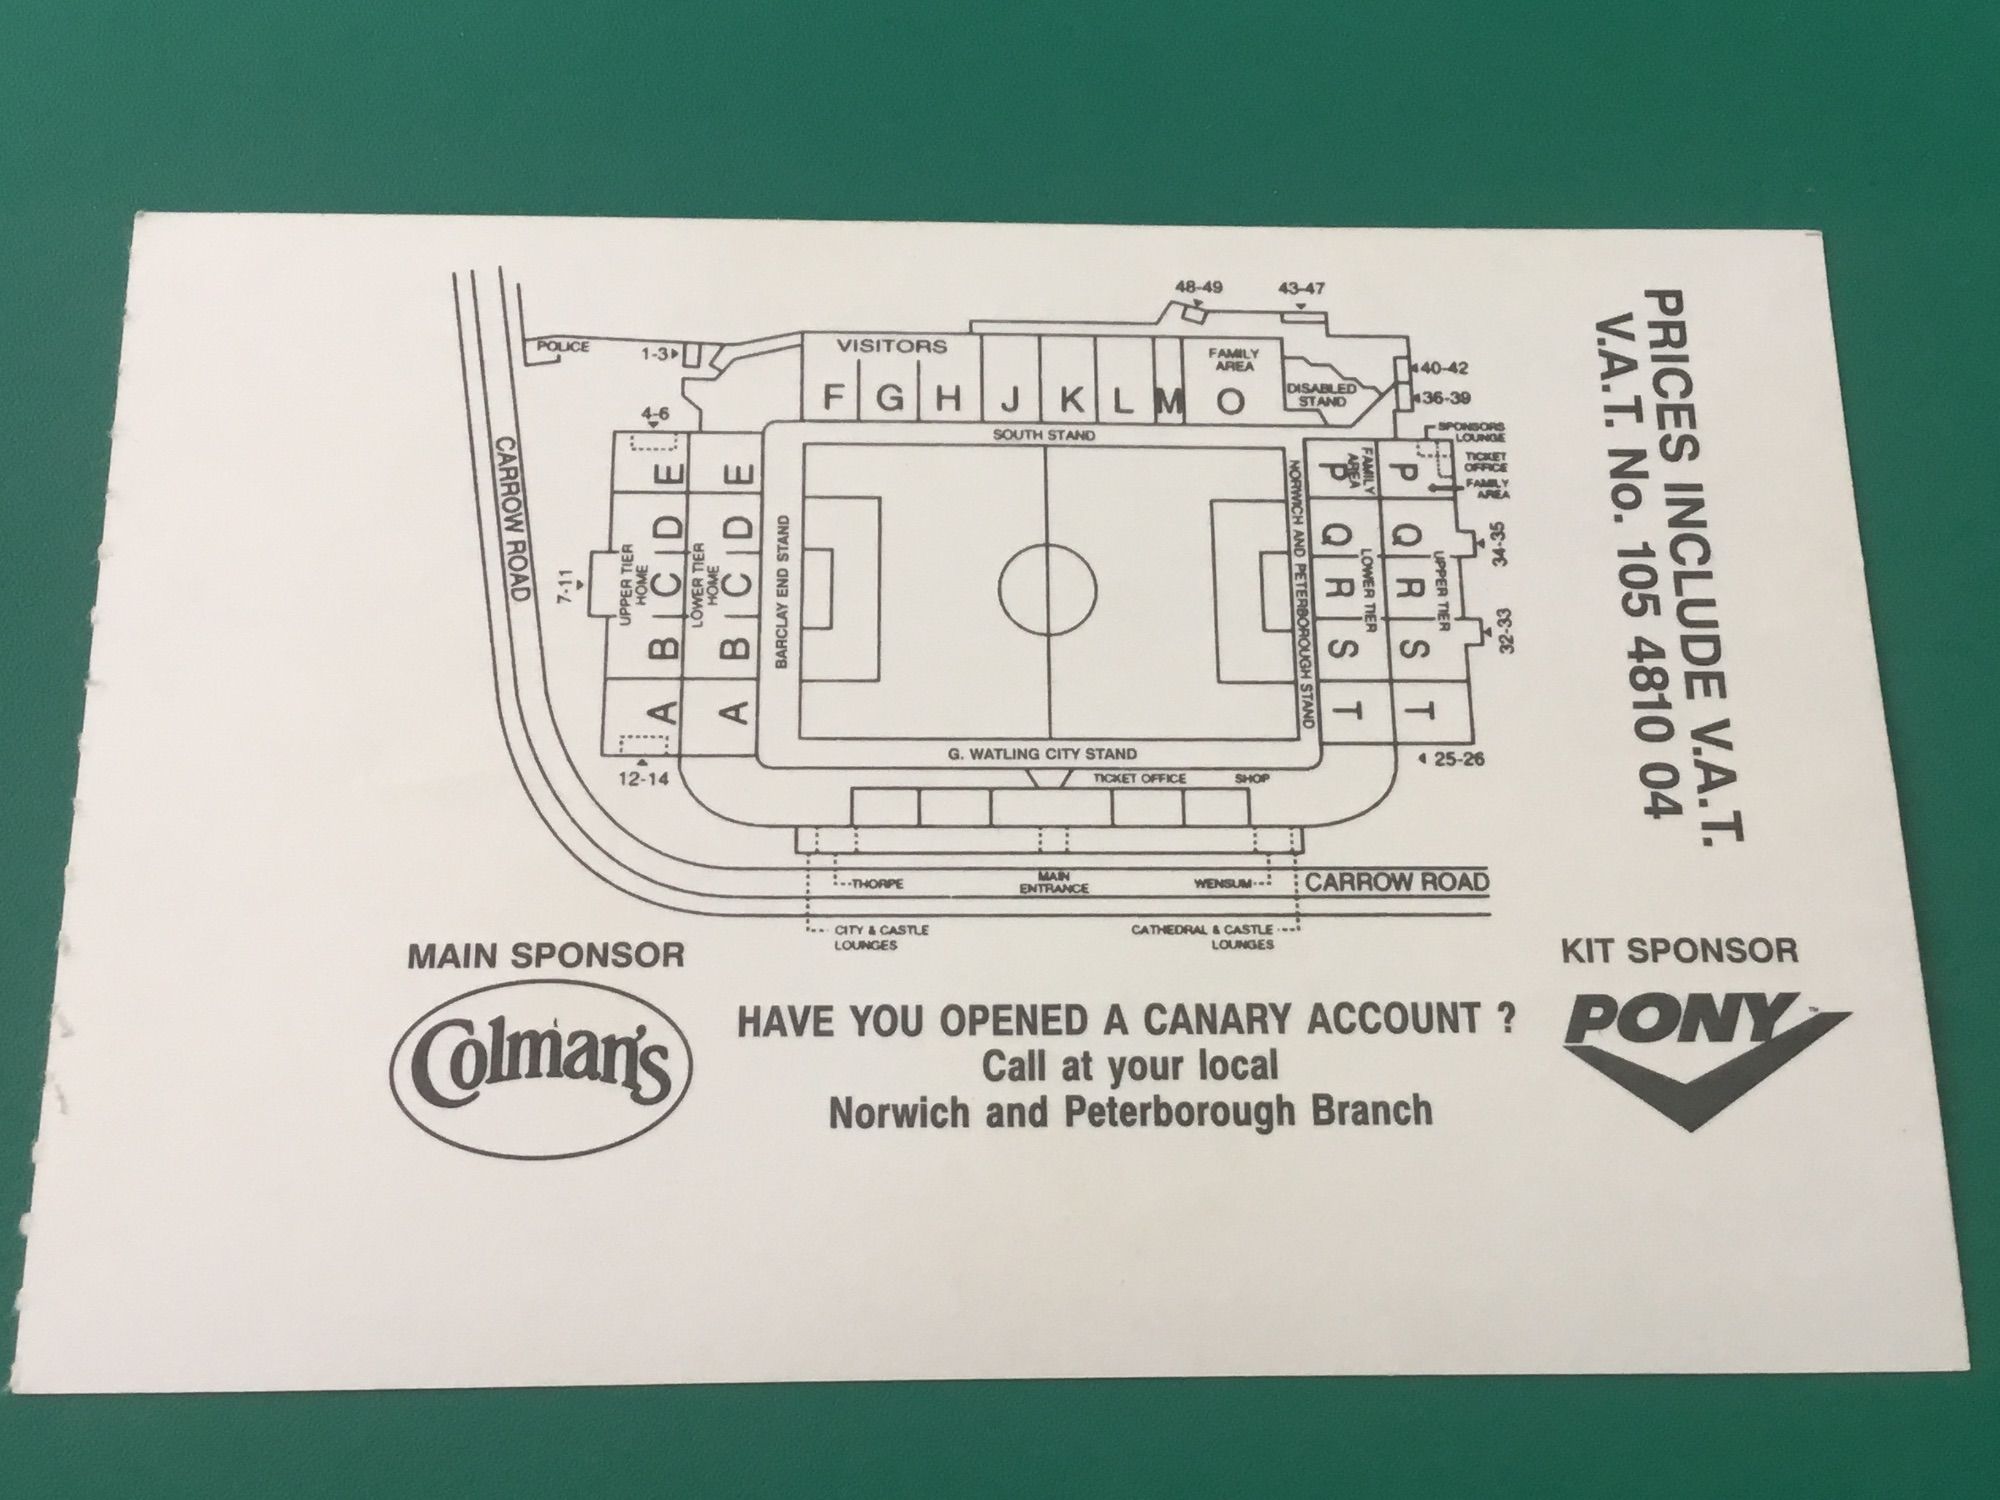 48-49
43-47
POLICE
1-3
VISITORS
FAMILY
AREA
40-42
DISABLED
STAND
36-39
F G H J K L M O
4-6
SOUTH STAND
SPONSORS
LOUNGE
TICKET
OFFICE
FAMILY
AREA
CARROW ROAD
7-11
UPPER TIER
HOME
E D C B A
LOWER TIER
HOME
E D C B A
BARCLAY END STAND
NORWICH AND PETERBOROUGH STAND
FAMILY
AREA
P Q R S T
LOWER TIER
P Q R S T
UPPER TIER
34-35
32-33
25-26
12-14
G. WATLING CITY STAND
TICKET OFFICE
SHOP
THORPE
MAIN
ENTRANCE
WENSUM
CARROW ROAD
CITY & CASTLE
LOUNGES
CATHEDRAL & CASTLE
LOUNGES
PRICES INCLUDE V.A.T.
V.A.T. No. 105 4810 04
MAIN SPONSOR
Colman's
HAVE YOU OPENED A CANARY ACCOUNT ?
Call at your local
Norwich and Peterborough Branch
KIT SPONSOR
PONY™